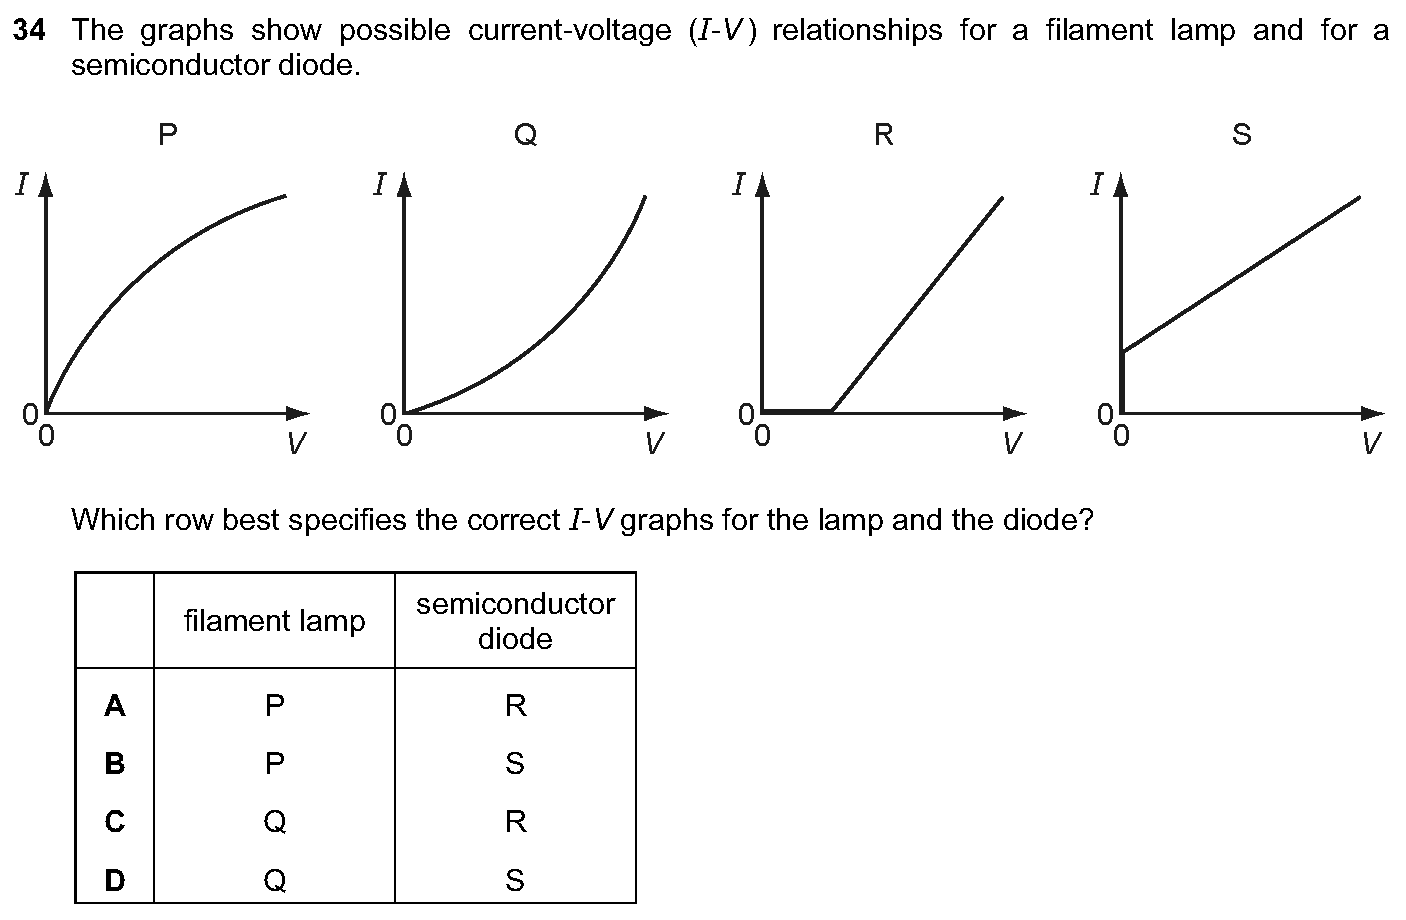 34 The graphs show possible current-voltage (I-V) relationships for a filament lamp and for a
semiconductor diode.
P Q R S
I I I I
0 0 0 0
0 0 0 0
V V V V
Which row best specifies the correct I-V graphs for the lamp and the diode?
filament lamp semiconductor diode
A P R
B P S
C Q R
D Q S